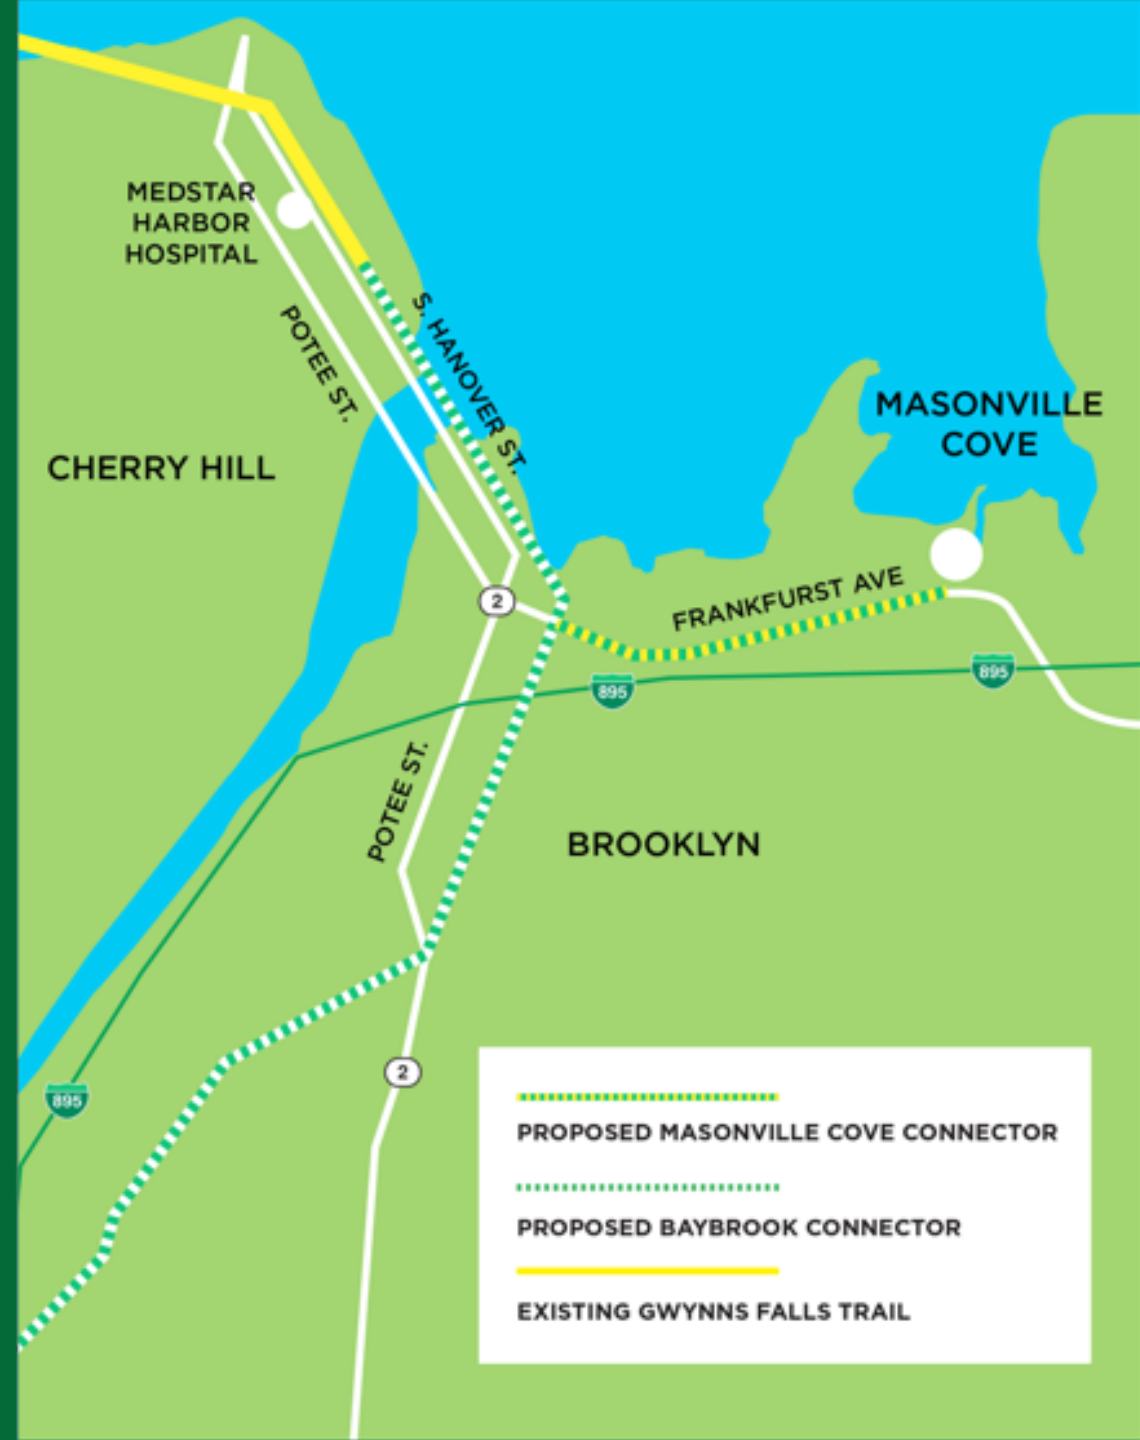 MEDSTAR
HARBOR
HOSPITAL
POTEE ST.
S. HANOVER ST.
CHERRY HILL
MASONVILLE
COVE
FRANKFURST AVE
2
895
895
POTEE ST.
BROOKLYN
2
895
PROPOSED MASONVILLE COVE CONNECTOR
PROPOSED BAYBROOK CONNECTOR
EXISTING GWYNNS FALLS TRAIL